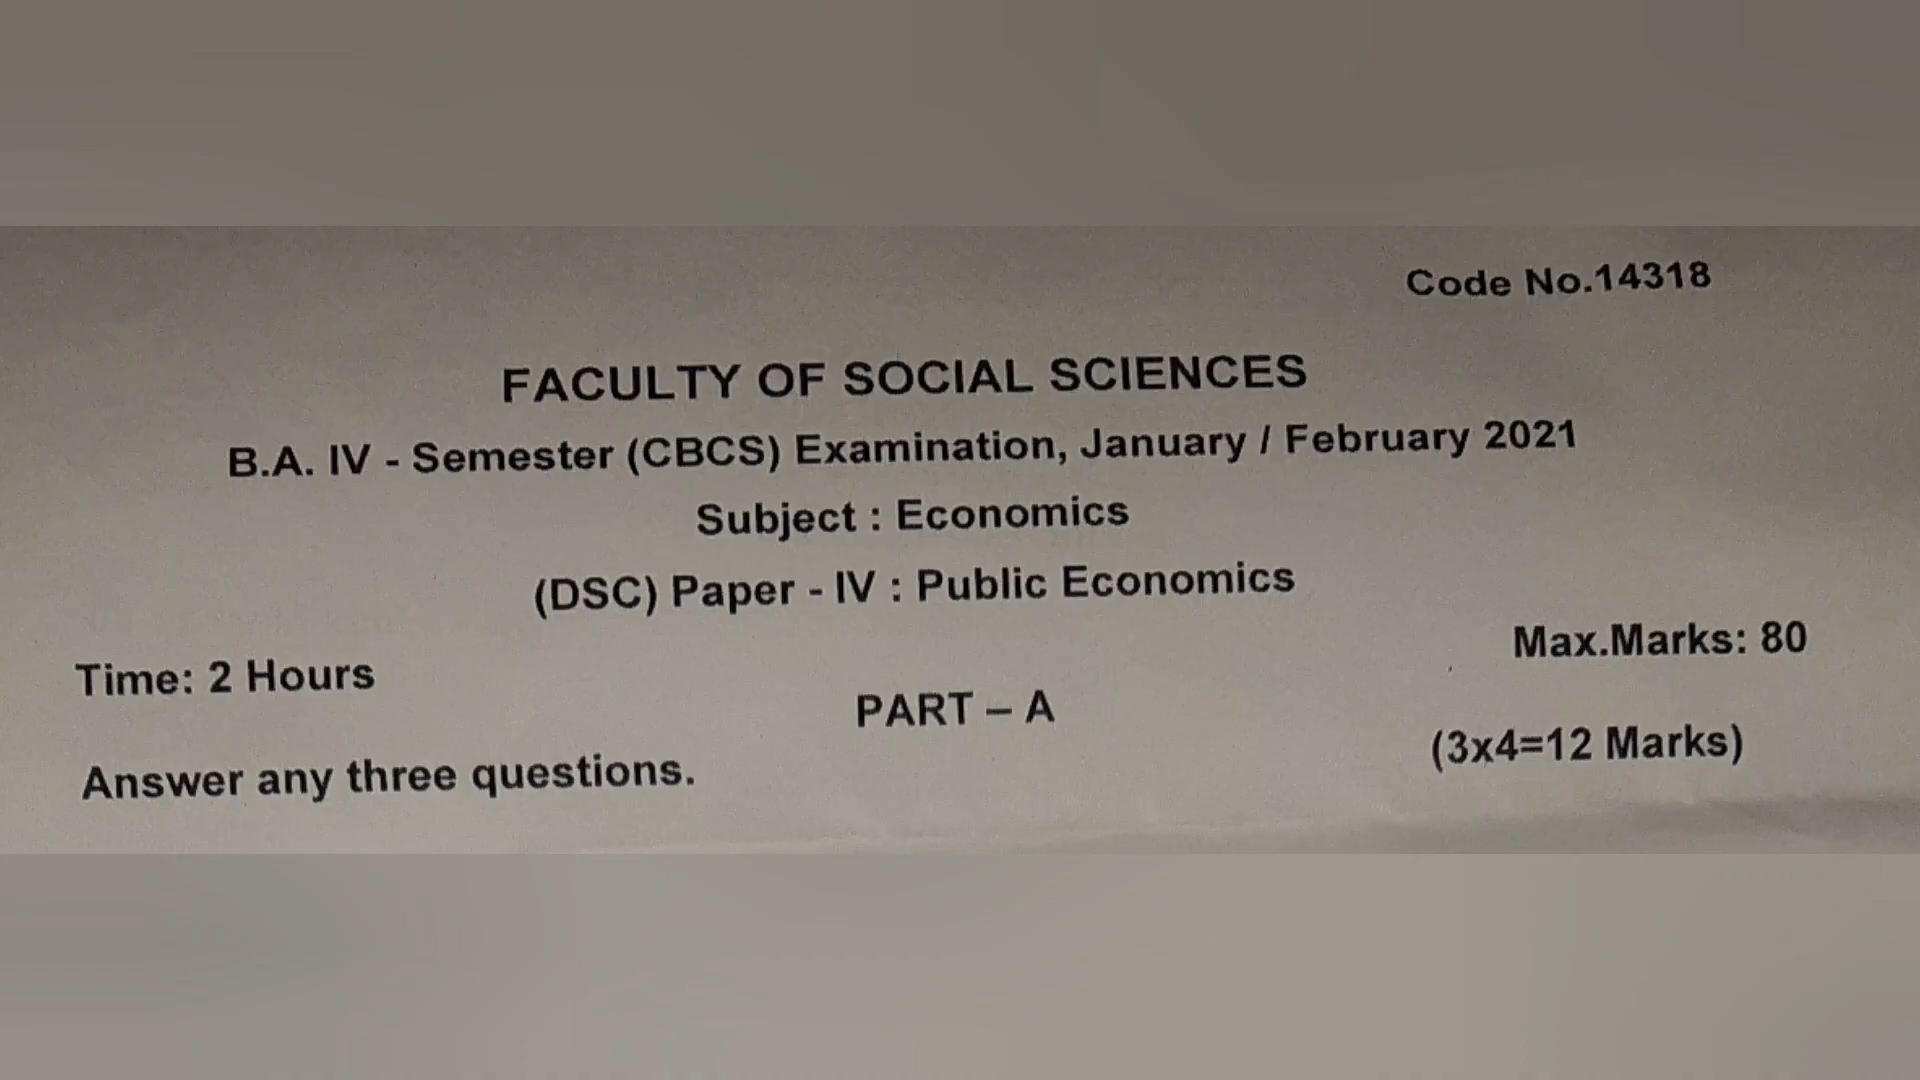 Code No.14318
FACULTY OF SOCIAL SCIENCES
B.A. IV - Semester (CBCS) Examination, January / February 2021
Subject : Economics
(DSC) Paper - IV : Public Economics
Time: 2 Hours
Max.Marks: 80
PART – A
Answer any three questions.
(3x4=12 Marks)